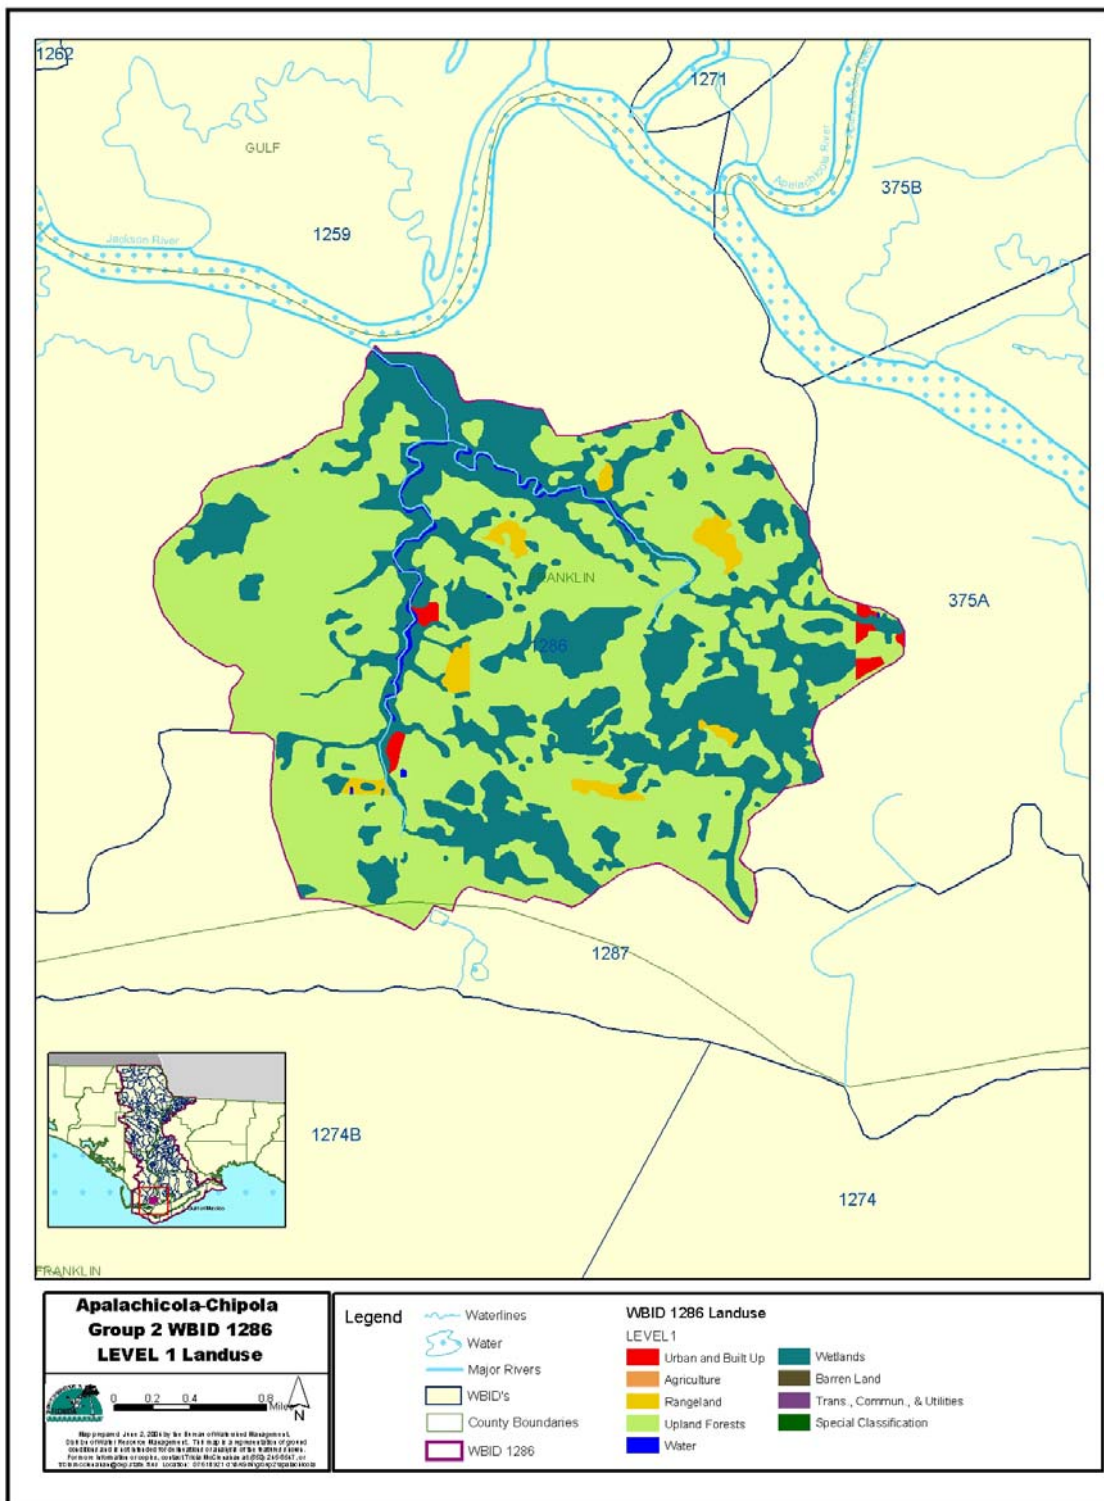 1262
1271
Apalachicola River
GULF
375B
1259
Jackson River
FRANKLIN
375A
1286
1287
1274B
1274
FRANKLIN
Apalachicola-Chipola
Group 2 WBID 1286
LEVEL 1 Landuse
0 0.2 0.4 0.8
Miles
N
Legend
Waterlines
Water
Major Rivers
WBID's
County Boundaries
WBID 1286
WBID 1286 Landuse
LEVEL 1
Urban and Built Up
Agriculture
Rangeland
Upland Forests
Water
Wetlands
Barren Land
Trans., Commun., & Utilities
Special Classification